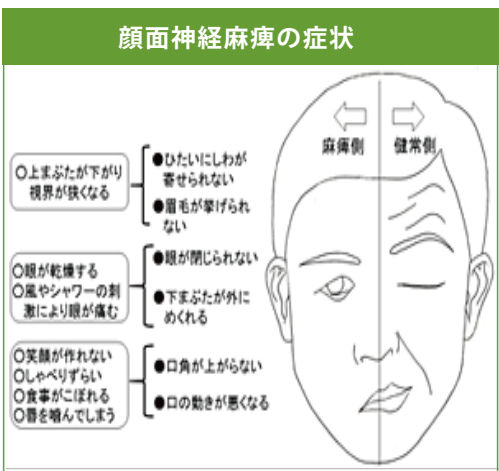 顔面神経麻痺の症状
麻痺側
健常側
○上まぶたが下がり
視界が狭くなる
●ひたいにしわが
寄せられない
●眉毛が挙げられ
ない
○眼が乾燥する
○風やシャワーの刺
激により眼が痛む
●眼が閉じられない
●下まぶたが外に
めくれる
○笑顔が作れない
○しゃべりずらい
○食事がこぼれる
○唇を噛んでしまう
●口角が上がらない
●口の動きが悪くなる